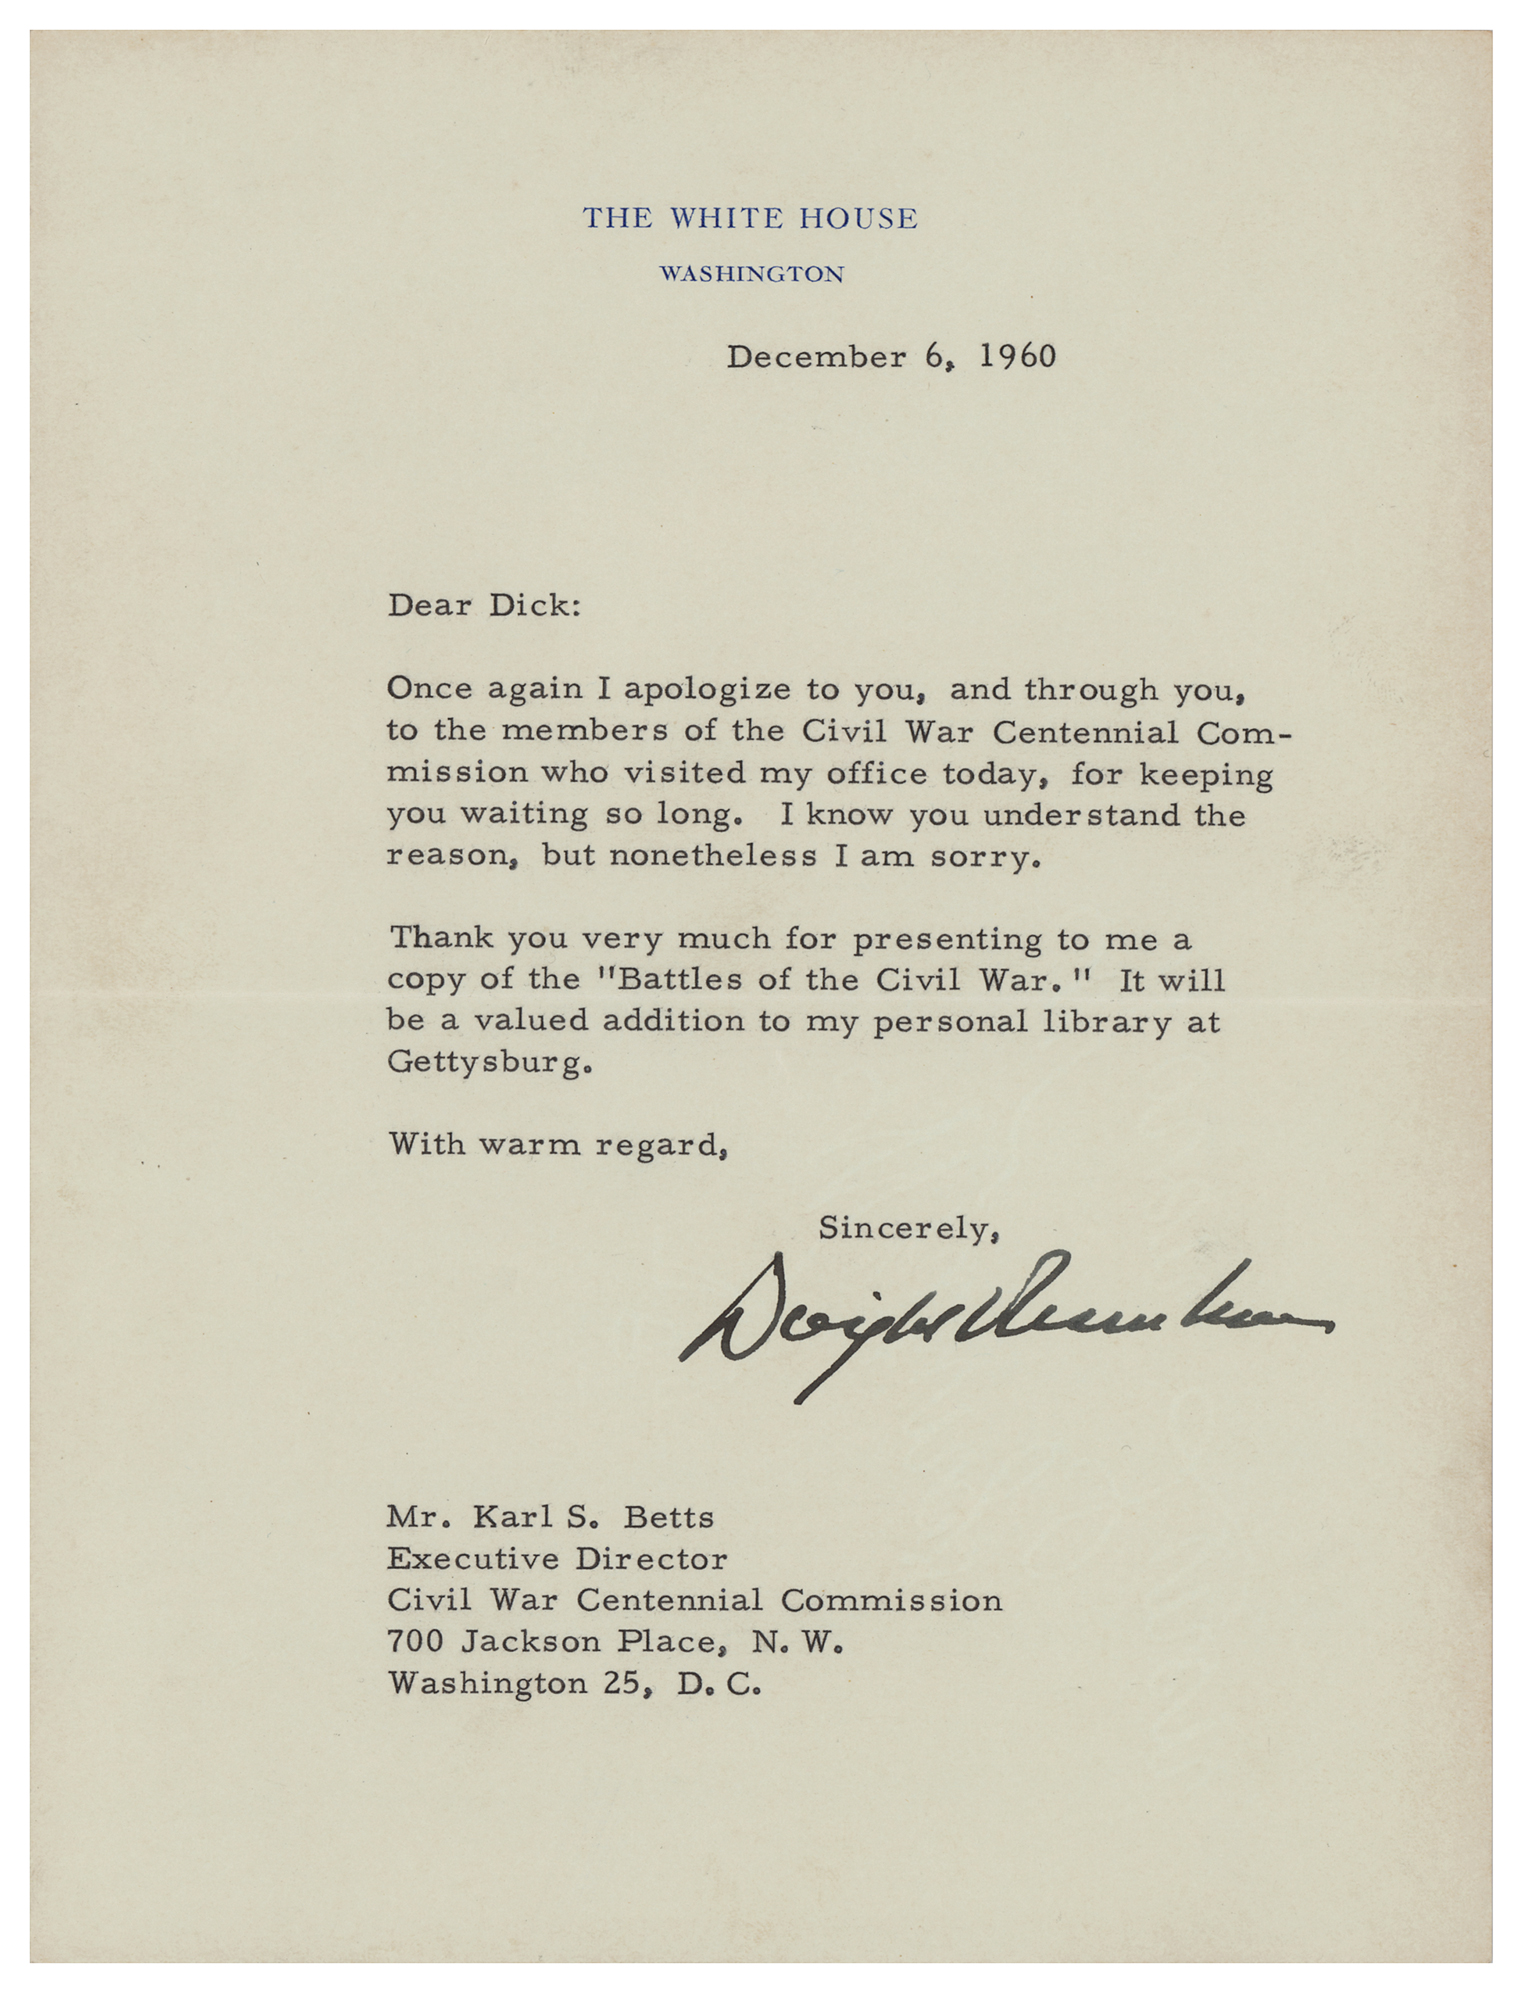 THE WHITE HOUSE
WASHINGTON
December 6, 1960
Dear Dick:
Once again I apologize to you, and through you,
to the members of the Civil War Centennial Com-
mission who visited my office today, for keeping
you waiting so long. I know you understand the
reason, but nonetheless I am sorry.
Thank you very much for presenting to me a
copy of the "Battles of the Civil War." It will
be a valued addition to my personal library at
Gettysburg.
With warm regard,
Sincerely,
Dwight Eisenhower
Mr. Karl S. Betts
Executive Director
Civil War Centennial Commission
700 Jackson Place, N. W.
Washington 25, D. C.